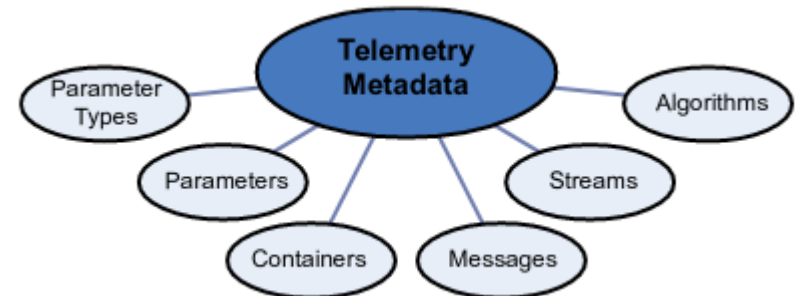 Telemetry
Metadata
Parameter
Types
Algorithms
Parameters
Streams
Containers
Messages